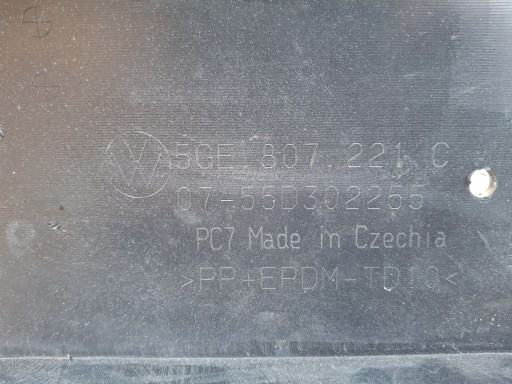 5GE.807.221 C
07-55D302255
PC7 Made in Czechia
>PP+EPDM-TD10<